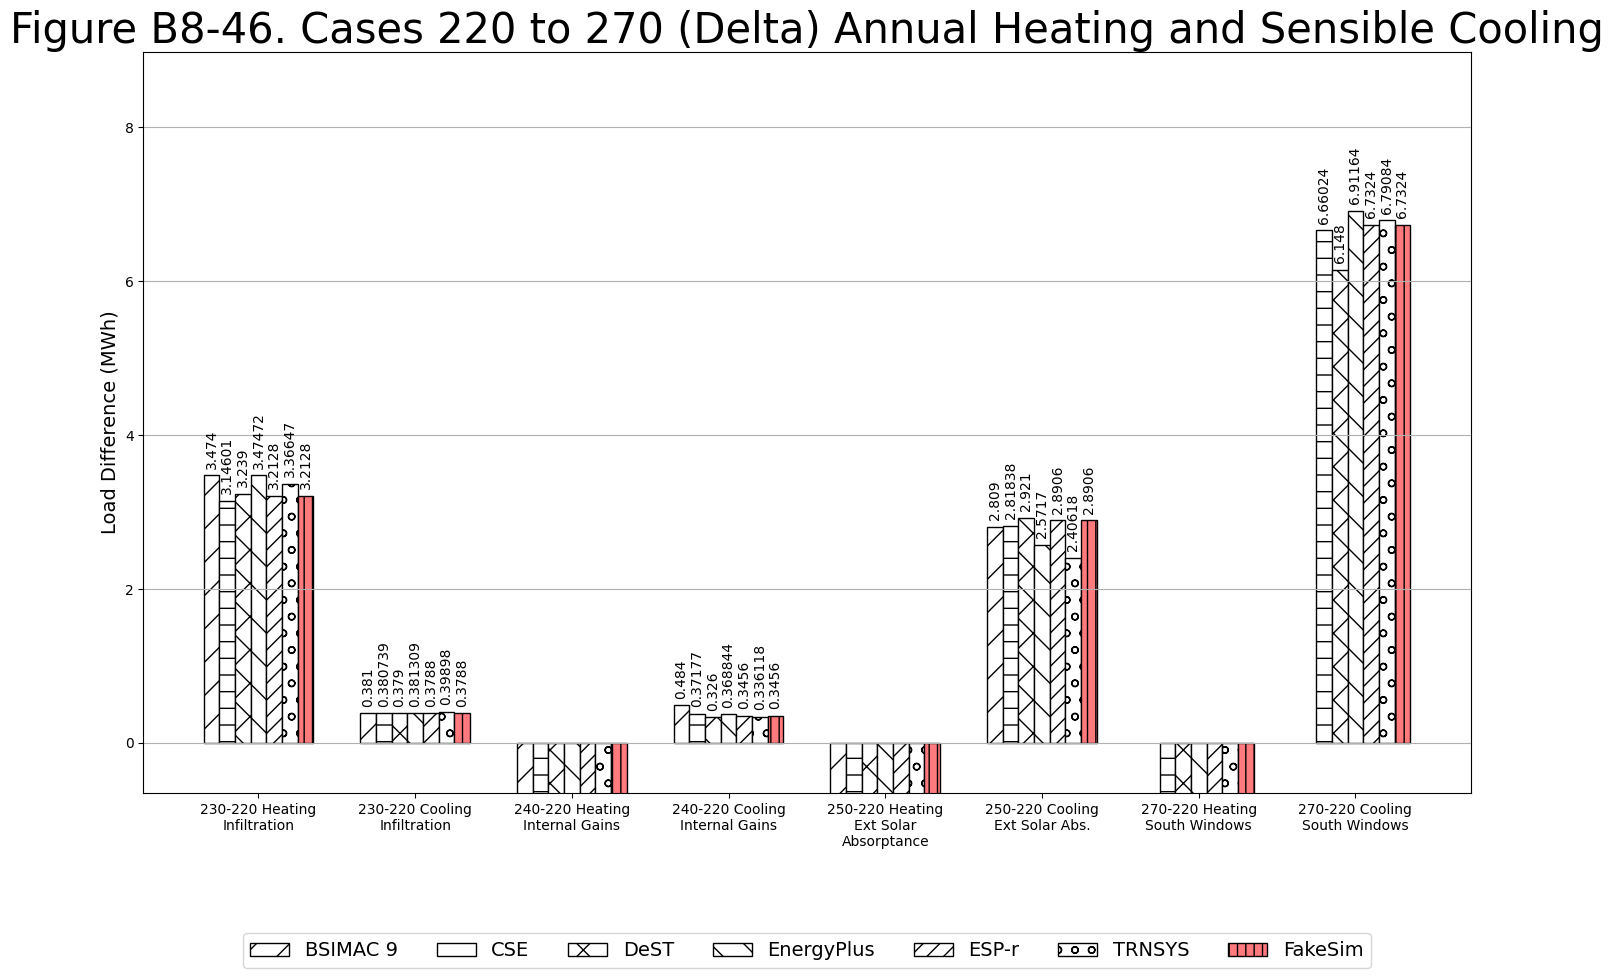 Figure B8-46. Cases 220 to 270 (Delta) Annual Heating and Sensible Cooling
Load Difference (MWh)
8
6
4
2
0
3.474
3.14601
3.239
3.47472
3.2128
3.36647
3.2128
0.381
0.380739
0.379
0.381309
0.3788
0.39898
0.3788
0.484
0.37177
0.326
0.368844
0.3456
0.336118
0.3456
2.809
2.81838
2.921
2.5717
2.8906
2.40618
2.8906
6.66024
6.148
6.91164
6.7324
6.79084
6.7324
230-220 Heating
Infiltration
230-220 Cooling
Infiltration
240-220 Heating
Internal Gains
240-220 Cooling
Internal Gains
250-220 Heating
Ext Solar
Absorptance
250-220 Cooling
Ext Solar Abs.
270-220 Heating
South Windows
270-220 Cooling
South Windows
BSIMAC 9
CSE
DeST
EnergyPlus
ESP-r
TRNSYS
FakeSim